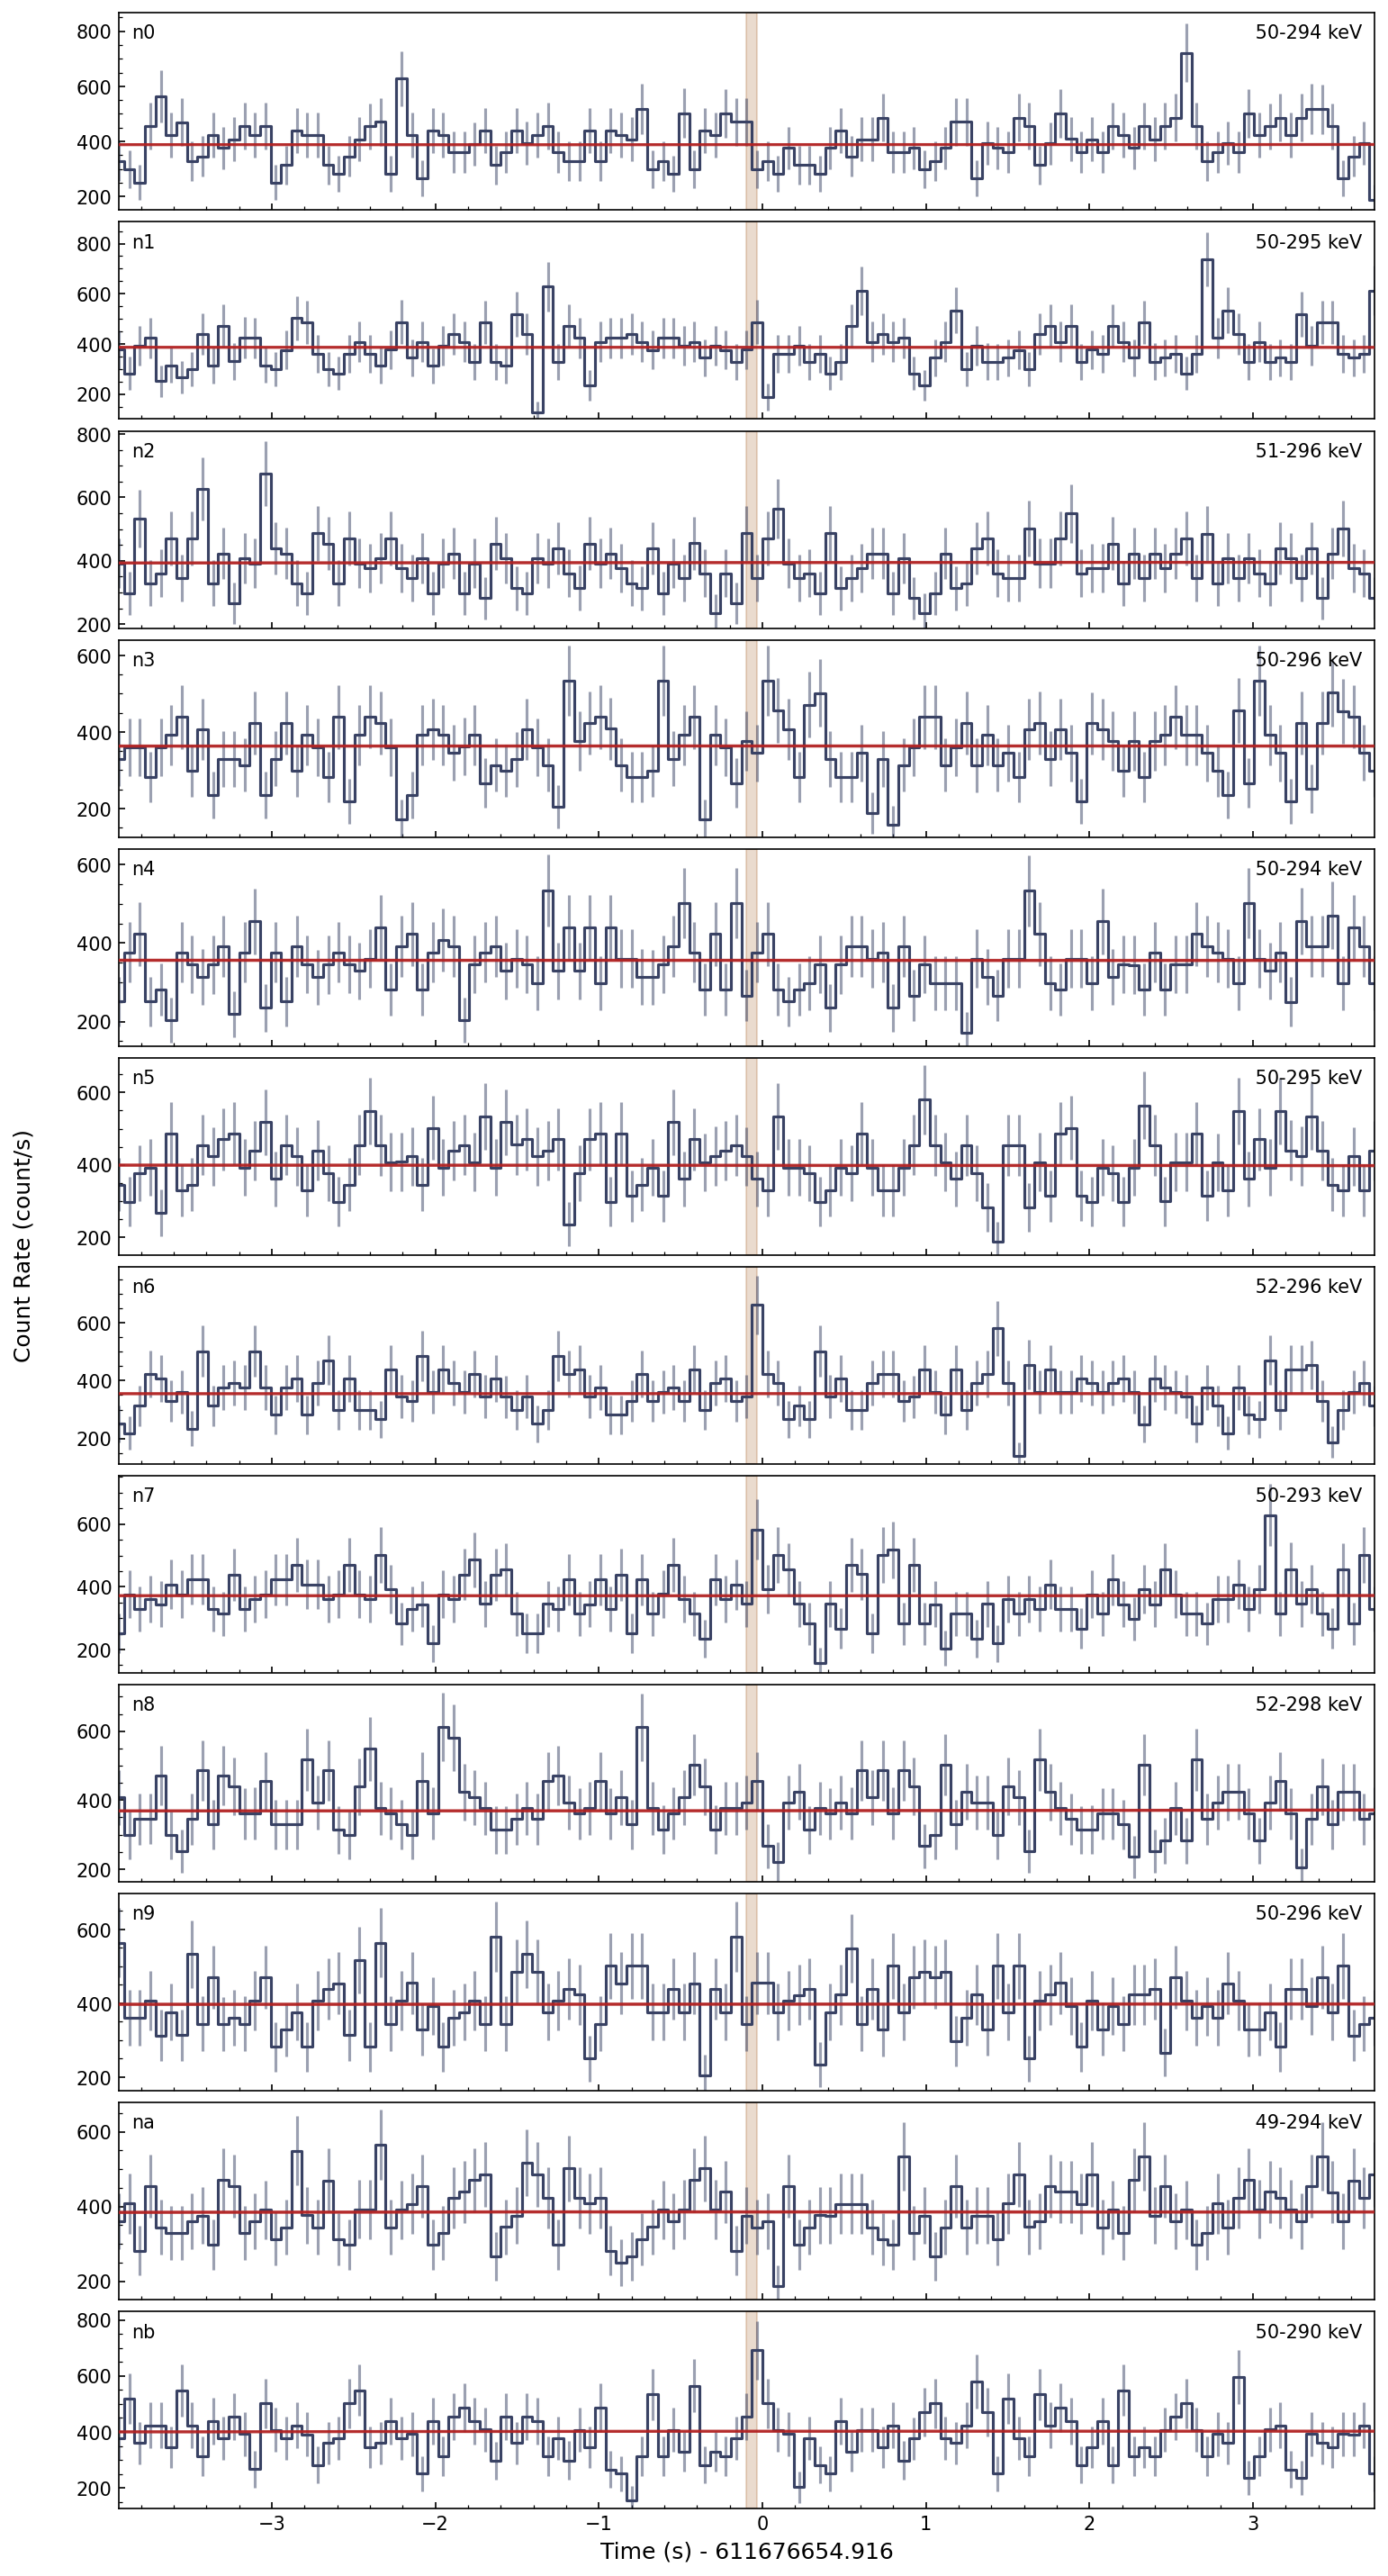 n0 50-294 keV
800
600
400
200
n1 50-295 keV
800
600
400
200
n2 51-296 keV
800
600
400
200
n3 50-296 keV
600
400
200
n4 50-294 keV
600
400
200
n5 50-295 keV
600
400
200
n6 52-296 keV
600
400
200
n7 50-293 keV
600
400
200
n8 52-298 keV
600
400
200
n9 50-296 keV
600
400
200
na 49-294 keV
600
400
200
nb 50-290 keV
800
600
400
200
−3 −2 −1 0 1 2 3
Time (s) - 611676654.916
Count Rate (count/s)